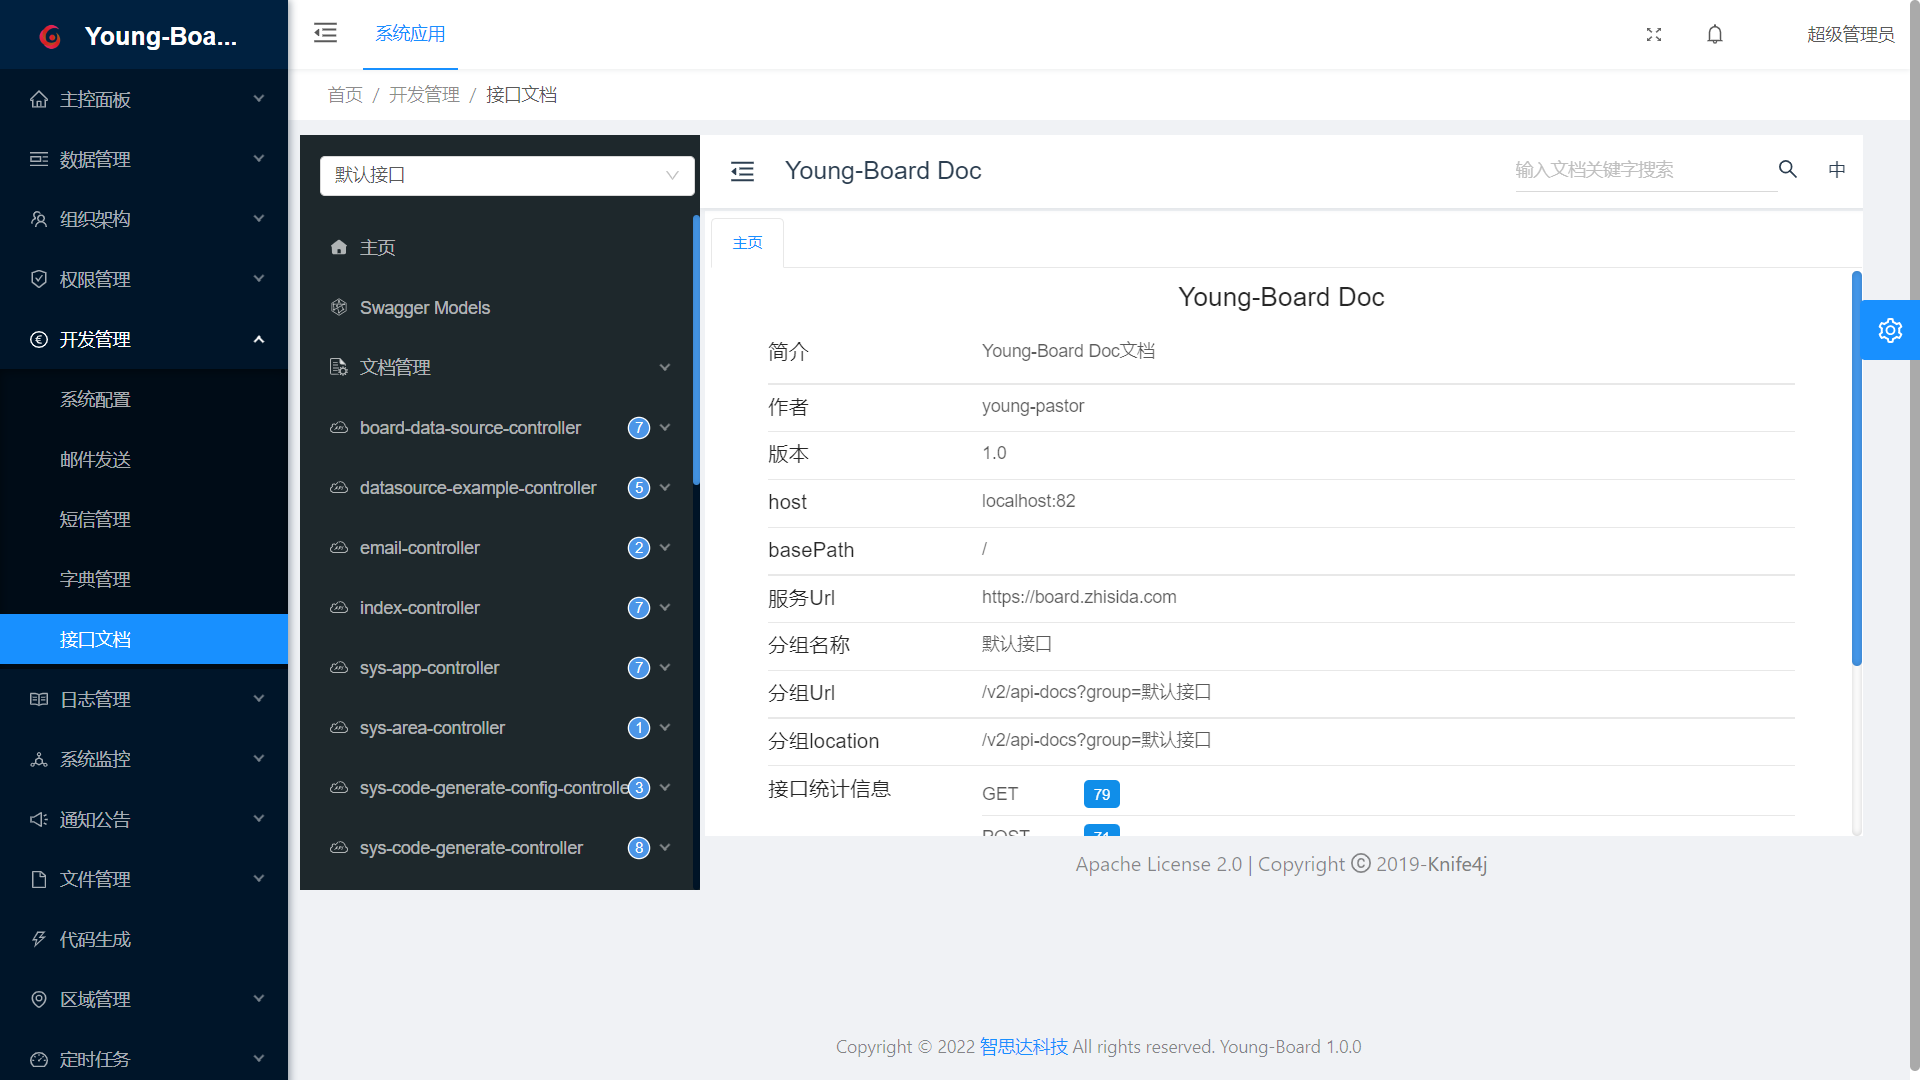 Young-Boa...
主控面板
数据管理
组织架构
权限管理
开发管理
系统配置
邮件发送
短信管理
字典管理
接口文档
日志管理
系统监控
通知公告
文件管理
代码生成
区域管理
定时任务
系统应用
超级管理员
首页 / 开发管理 / 接口文档
默认接口
主页
Swagger Models
文档管理
board-data-source-controller 7
datasource-example-controller 5
email-controller 2
index-controller 7
sys-app-controller 7
sys-area-controller 1
sys-code-generate-config-controlle 3
sys-code-generate-controller 8
Young-Board Doc
输入文档关键字搜索
中
主页
Young-Board Doc
简介 Young-Board Doc文档
作者 young-pastor
版本 1.0
host localhost:82
basePath /
服务Url https://board.zhisida.com
分组名称 默认接口
分组Url /v2/api-docs?group=默认接口
分组location /v2/api-docs?group=默认接口
接口统计信息 GET 79
POST 71
Apache License 2.0 | Copyright © 2019-Knife4j
Copyright © 2022 智思达科技 All rights reserved. Young-Board 1.0.0